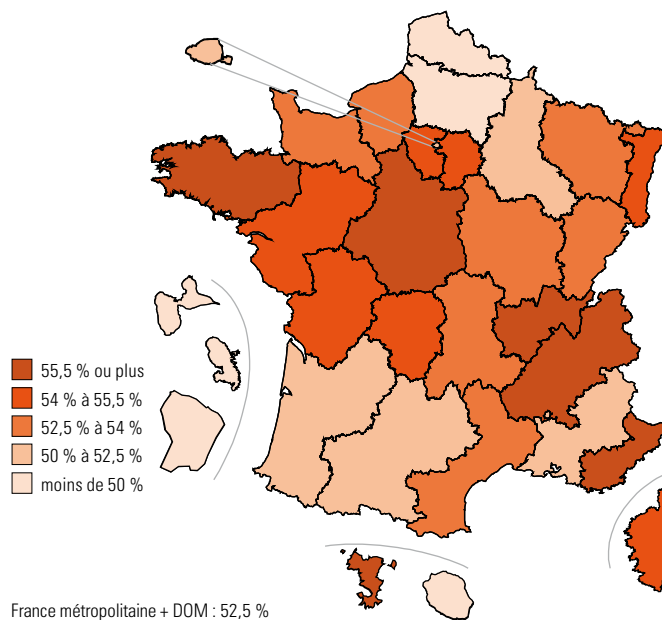 55,5 % ou plus
54 % à 55,5 %
52,5 % à 54 %
50 % à 52,5 %
moins de 50 %
France métropolitaine + DOM : 52,5 %